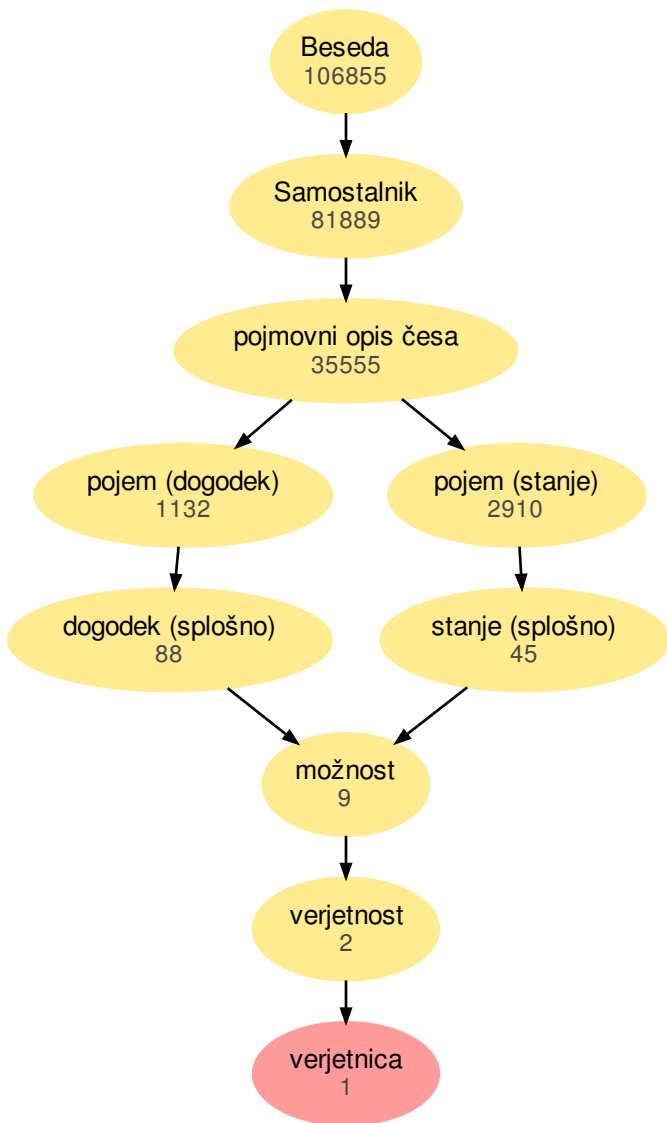 Beseda
106855
Samostalnik
81889
pojmovni opis česa
35555
pojem (dogodek)
1132
pojem (stanje)
2910
dogodek (splošno)
88
stanje (splošno)
45
možnost
9
verjetnost
2
verjetnica
1